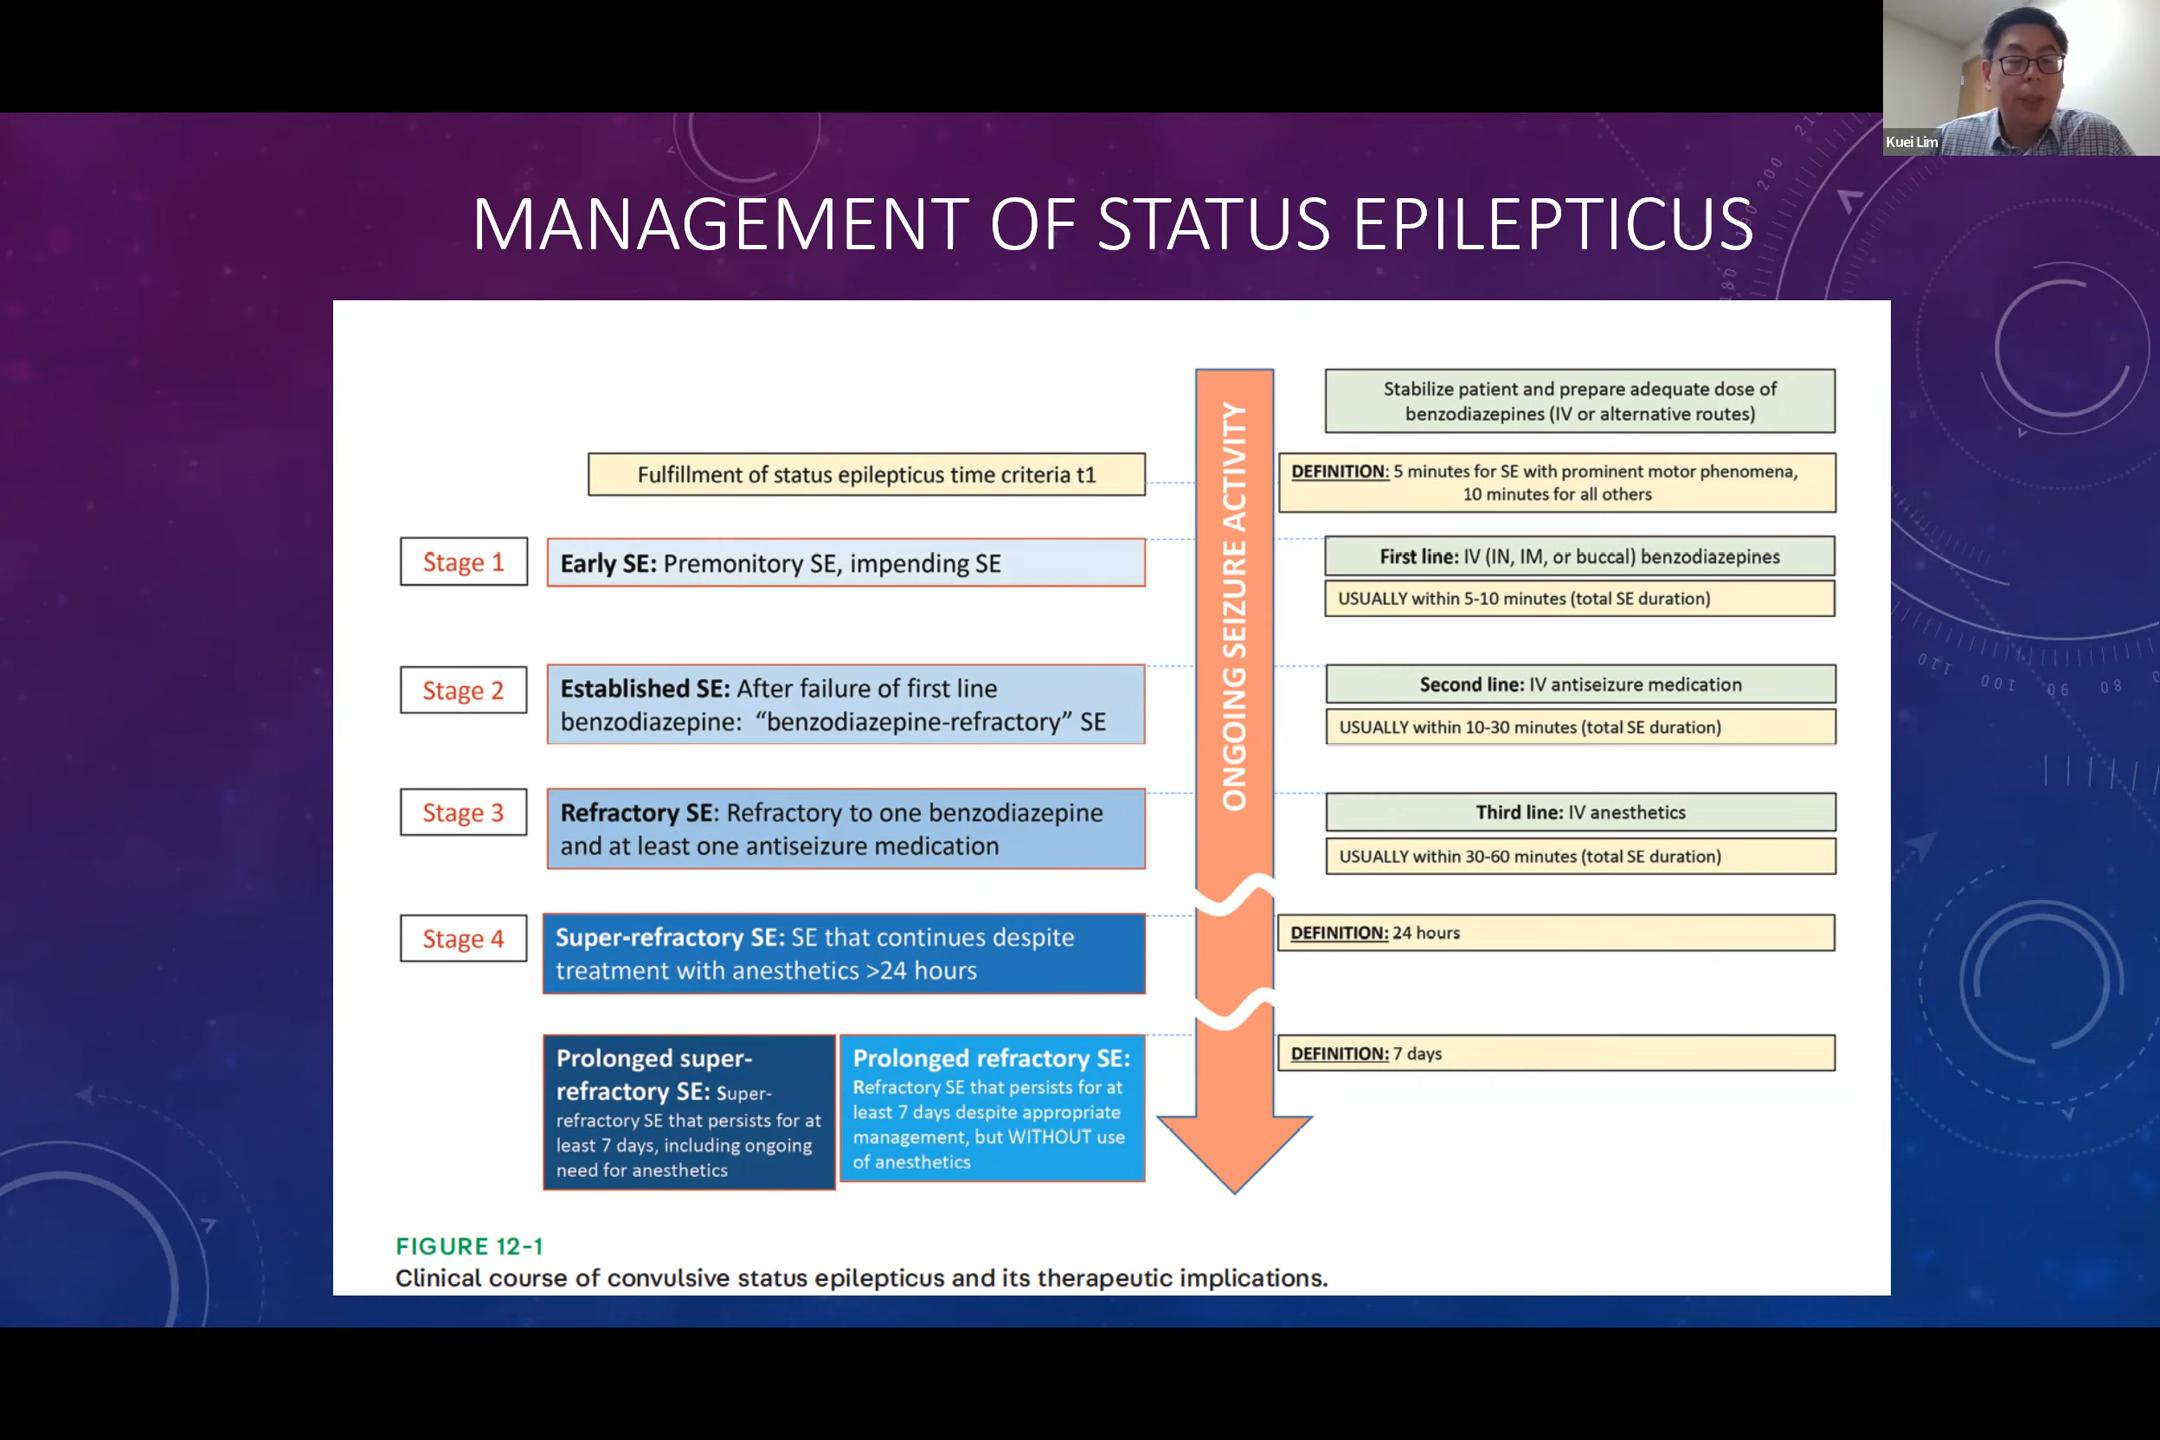 Kuei Lim
MANAGEMENT OF STATUS EPILEPTICUS
ONGOING SEIZURE ACTIVITY
Stabilize patient and prepare adequate dose of
benzodiazepines (IV or alternative routes)
Fulfillment of status epilepticus time criteria t1
DEFINITION: 5 minutes for SE with prominent motor phenomena,
10 minutes for all others
Stage 1
Early SE: Premonitory SE, impending SE
First line: IV (IN, IM, or buccal) benzodiazepines
USUALLY within 5-10 minutes (total SE duration)
Stage 2
Established SE: After failure of first line
benzodiazepine: “benzodiazepine-refractory” SE
Second line: IV antiseizure medication
USUALLY within 10-30 minutes (total SE duration)
Stage 3
Refractory SE: Refractory to one benzodiazepine
and at least one antiseizure medication
Third line: IV anesthetics
USUALLY within 30-60 minutes (total SE duration)
Stage 4
Super-refractory SE: SE that continues despite
treatment with anesthetics >24 hours
DEFINITION: 24 hours
Prolonged super-
refractory SE: Super-
refractory SE that persists for at
least 7 days, including ongoing
need for anesthetics
Prolonged refractory SE:
Refractory SE that persists for at
least 7 days despite appropriate
management, but WITHOUT use
of anesthetics
DEFINITION: 7 days
FIGURE 12-1
Clinical course of convulsive status epilepticus and its therapeutic implications.
200
190
180
110
100
90
80